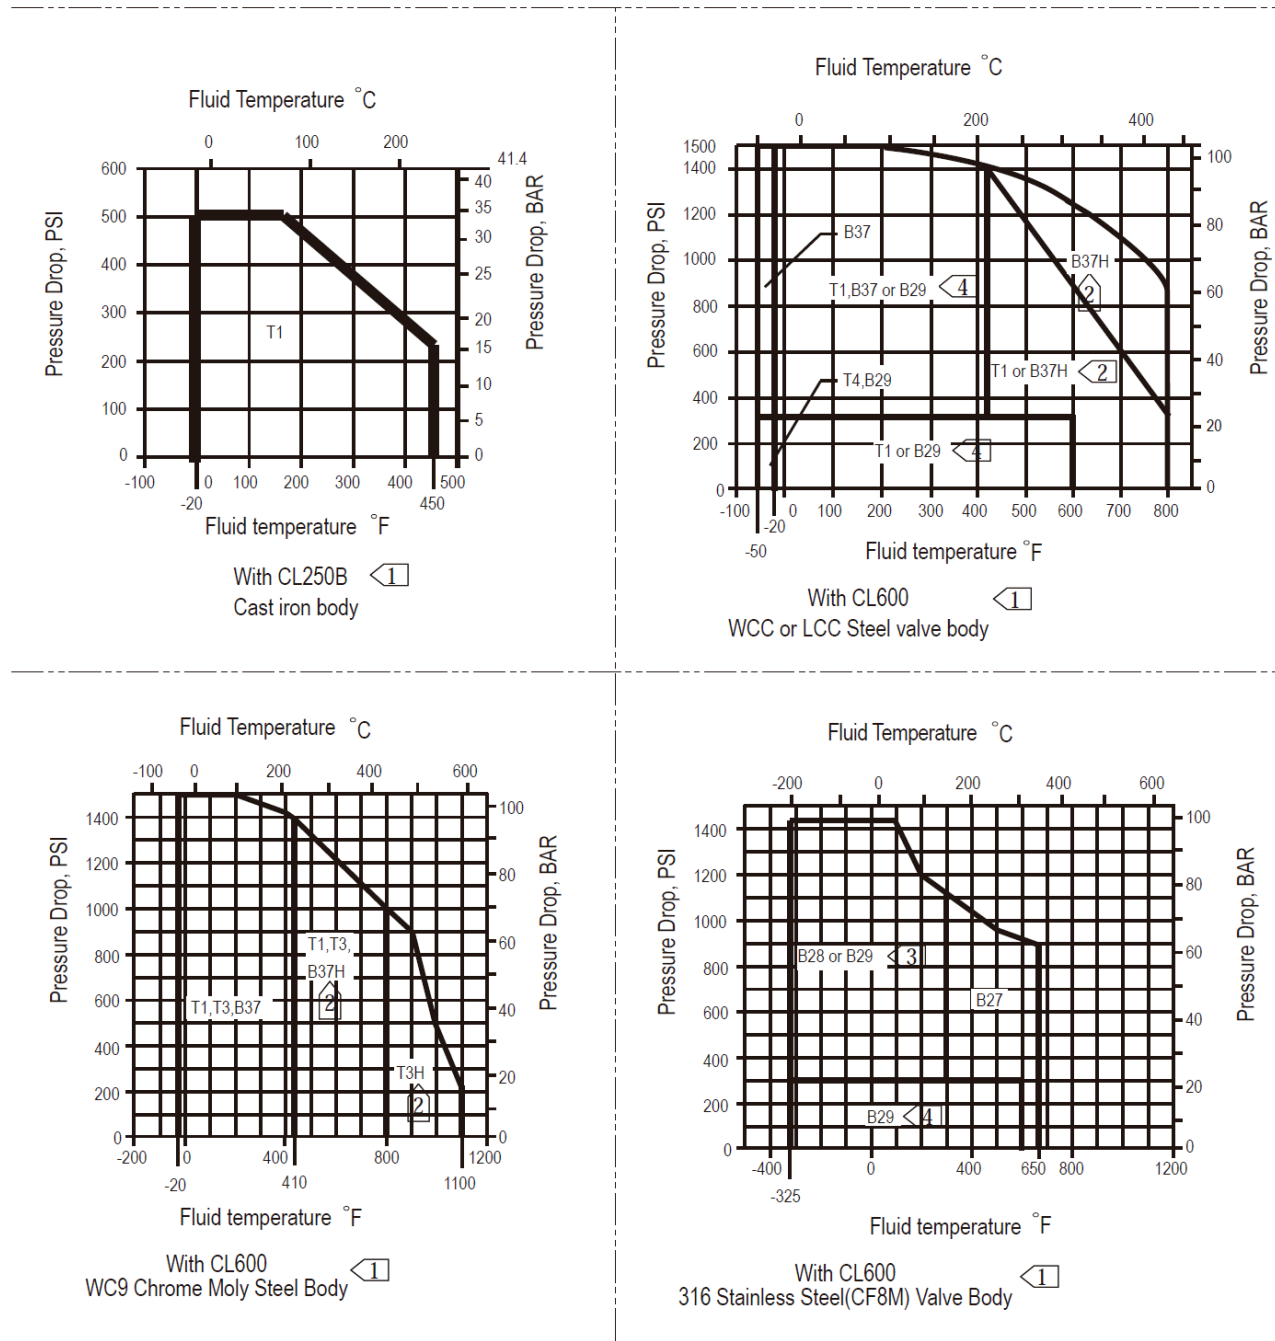 Fluid Temperature °C
0 100 200 41.4
600 500 400 300 200 100 0
Pressure Drop, PSI
40 35 30 25 20 15 10 5 0
Pressure Drop, BAR
T1
-100 0 100 200 300 400 500
-20 450
Fluid temperature °F
With CL250B 1
Cast iron body
Fluid Temperature °C
0 200 400
1500 1400 1200 1000 800 600 400 200 0
Pressure Drop, PSI
100 80 60 40 20 0
Pressure Drop, BAR
B37
B37H
2
T1,B37 or B29 4
T1 or B37H 2
T4,B29
T1 or B29 4
-100 0 100 200 300 400 500 600 700 800
-20
-50
Fluid temperature °F
With CL600 1
WCC or LCC Steel valve body
Fluid Temperature °C
-100 0 200 400 600
1400 1200 1000 800 600 400 200 0
Pressure Drop, PSI
100 80 60 40 20 0
Pressure Drop, BAR
T1,T3,
B37H
2
T1,T3,B37
T3H
2
-200 0 400 800 1200
-20 410 1100
Fluid temperature °F
With CL600 1
WC9 Chrome Moly Steel Body
Fluid Temperature °C
-200 0 200 400 600
1400 1200 1000 800 600 400 200 0
Pressure Drop, PSI
100 80 60 40 20 0
Pressure Drop, BAR
B28 or B29 3
B27
B29 4
-400 0 400 650 800 1200
-325
Fluid temperature °F
With CL600 1
316 Stainless Steel(CF8M) Valve Body